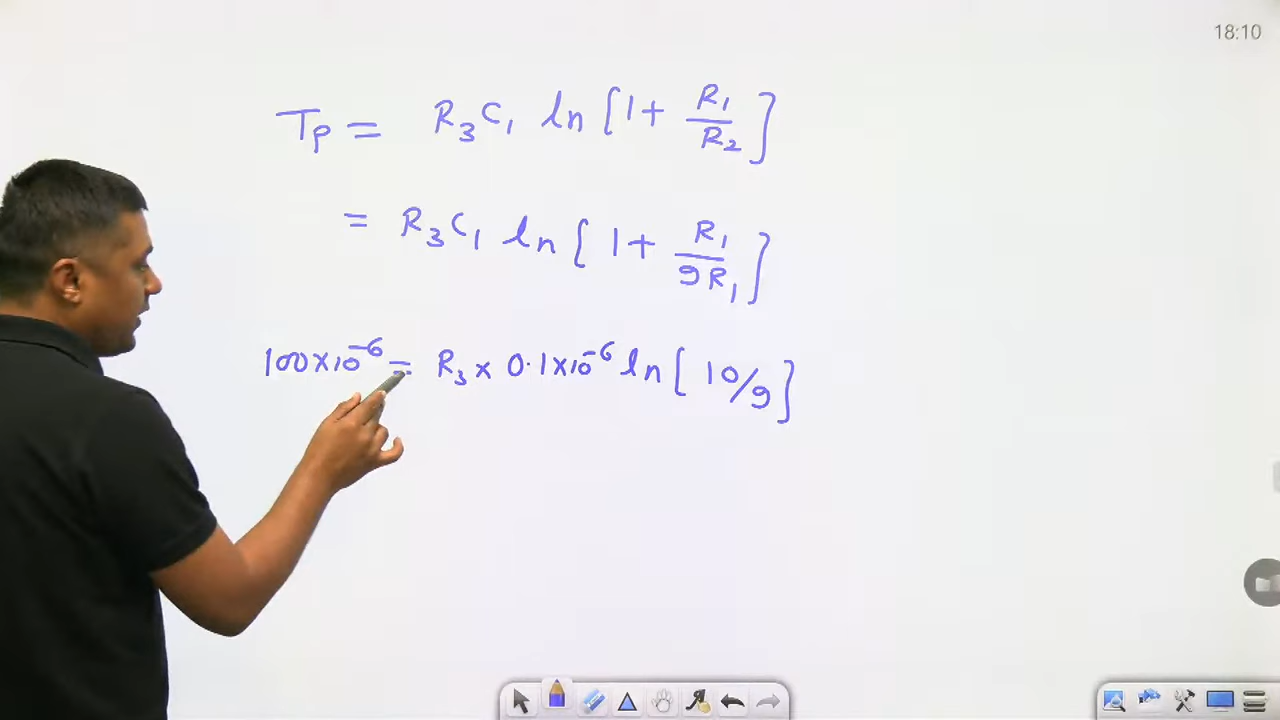 18:10
Tp = R₃C₁ ln [1 + R₁/R₂]
= R₃C₁ ln [1 + R₁/9R₁]
100×10⁻⁶ = R₃ × 0.1×10⁻⁶ ln [10/9]